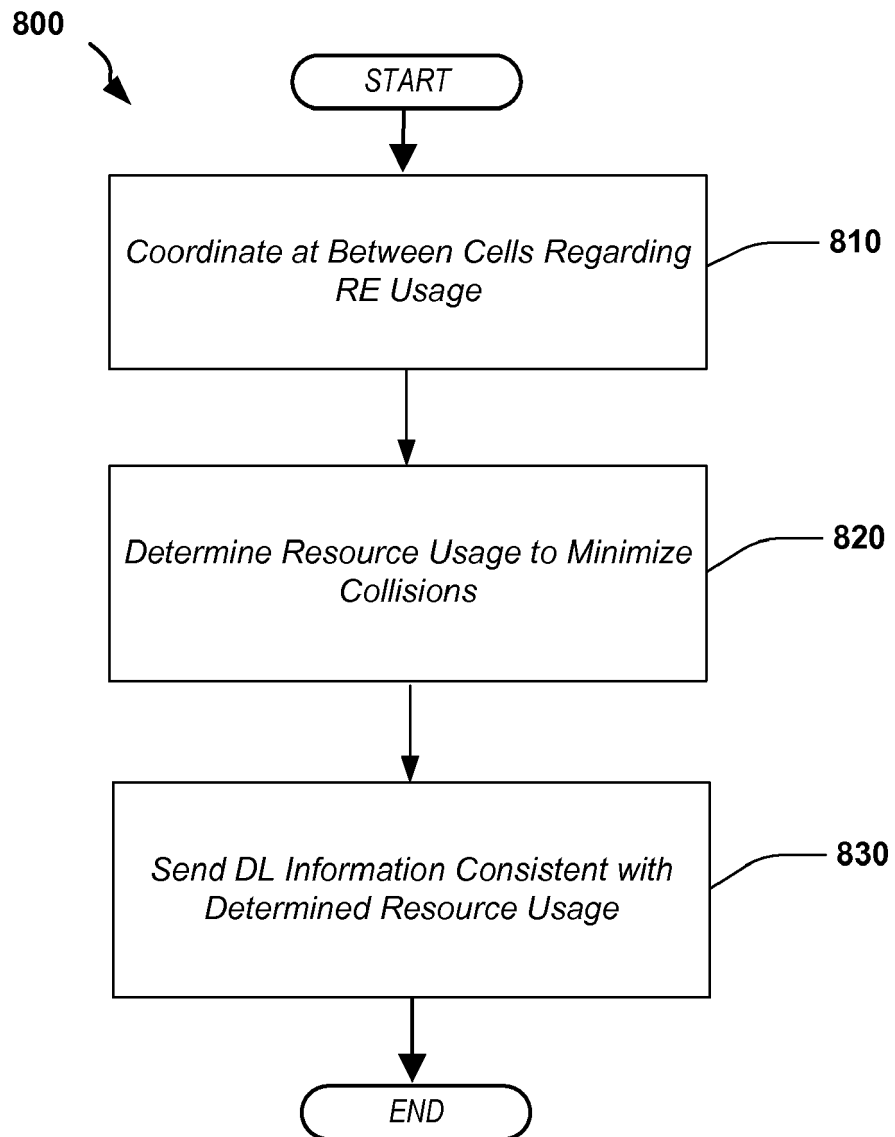 800
START
Coordinate at Between Cells Regarding
RE Usage
810
Determine Resource Usage to Minimize
Collisions
820
Send DL Information Consistent with
Determined Resource Usage
830
END